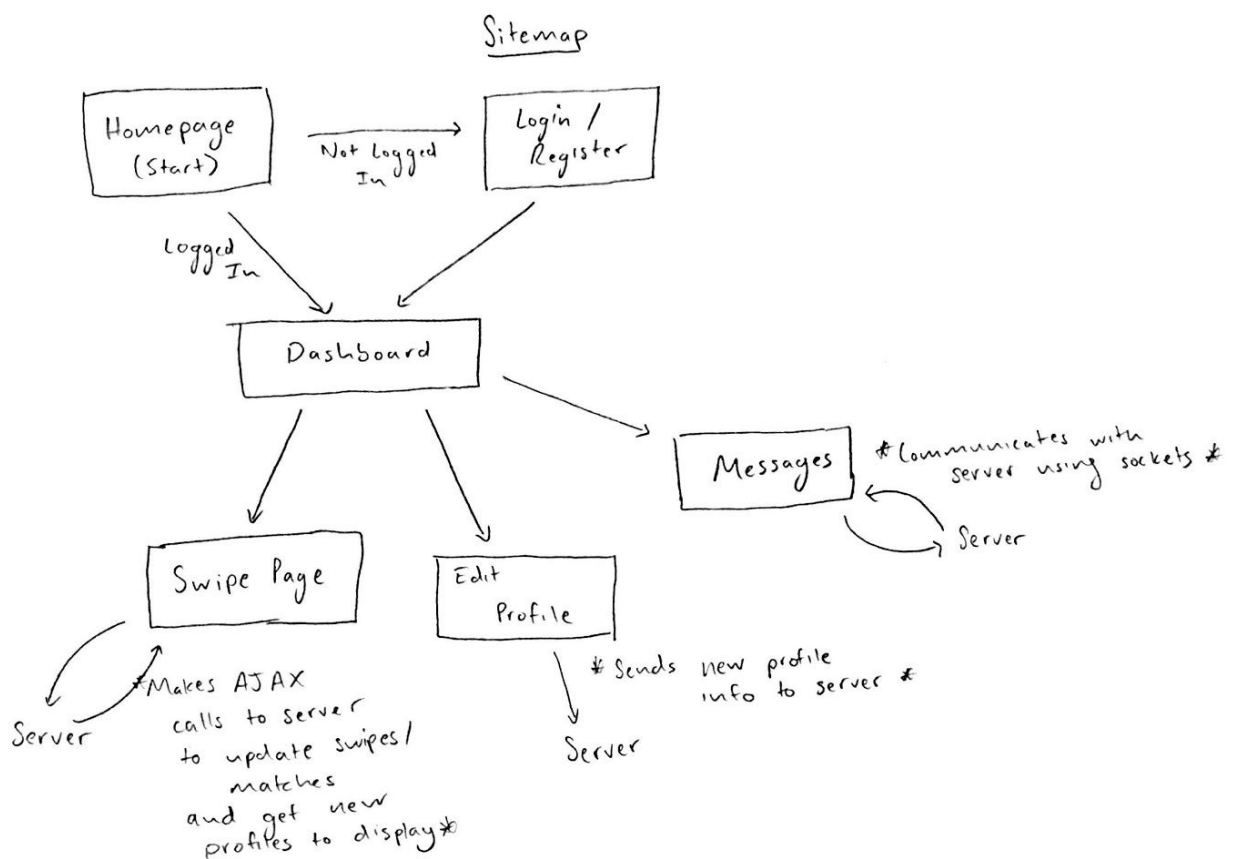 Sitemap
Homepage
(Start)
Not Logged
In
Login /
Register
Logged
In
Dashboard
Messages
*Communicates with
server using sockets *
Server
Swipe Page
Server
*Makes AJAX
calls to server
to update swipes/
matches
and get new
profiles to display*
Edit
Profile
* Sends new profile
info to server *
Server